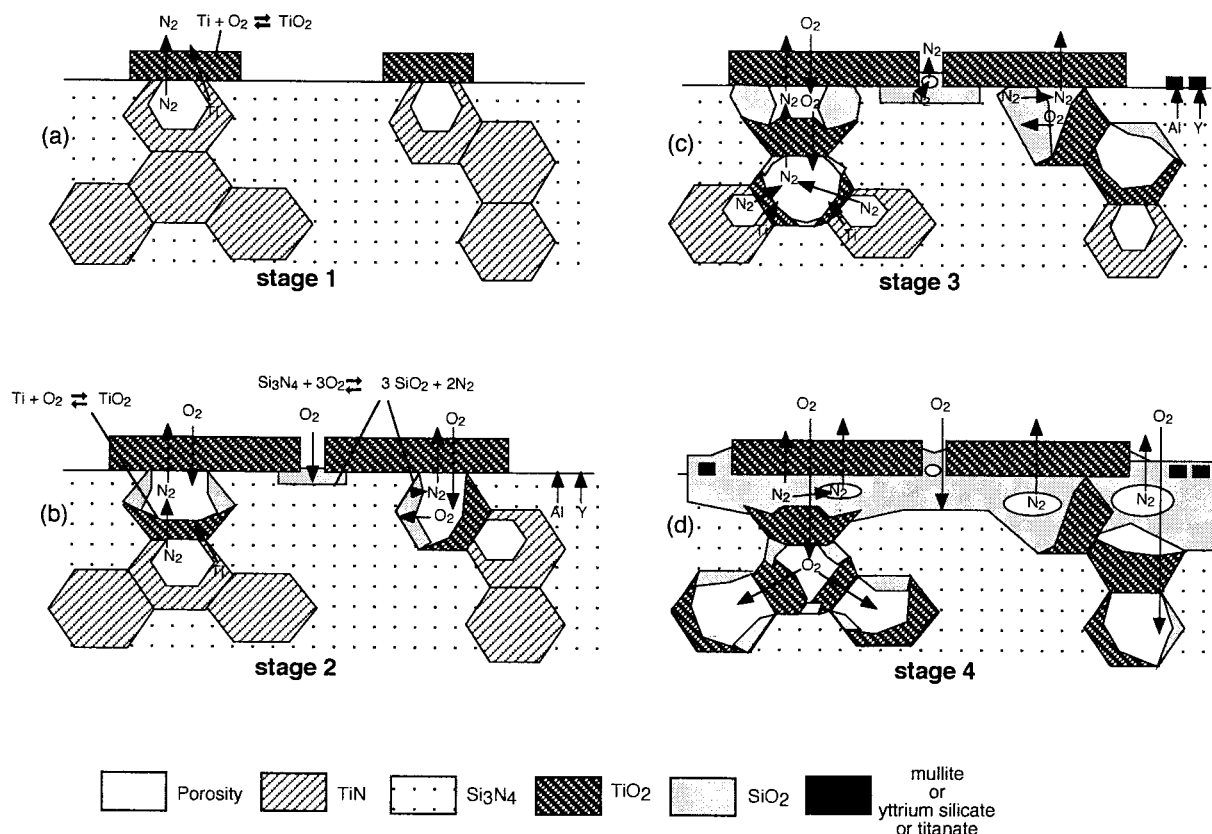 N2
Ti + O2 ⇄ TiO2
N2
Ti
(a)
stage 1
O2
N2
N2
O2
N2
N2
N2
O2
Al
Y
(c)
N2
N2
N2
Ti
Ti
stage 3
Si3N4 + 3O2 ⇄ 3 SiO2 + 2N2
Ti + O2 ⇄ TiO2
O2
O2
O2
N2
N2
O2
Al
Y
(b)
N2
Ti
stage 2
O2
O2
O2
N2
N2
N2
N2
(d)
O2
stage 4
Porosity
TiN
Si3N4
TiO2
SiO2
mullite
or
yttrium silicate
or titanate